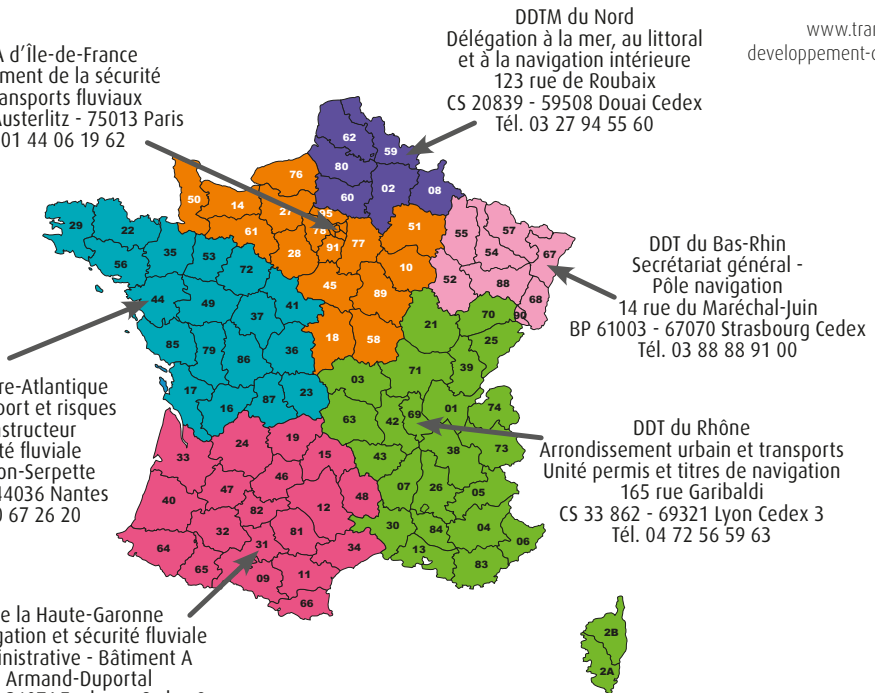 DDTM du Nord
Délégation à la mer, au littoral
et à la navigation intérieure
123 rue de Roubaix
CS 20839 - 59508 Douai Cedex
Tél. 03 27 94 55 60
www.tran
developpement-d
A d'Île-de-France
ment de la sécurité
ansports fluviaux
Austerlitz - 75013 Paris
01 44 06 19 62
62
59
80
02
08
60
76
50
14
27
95
61
78
91
77
51
28
10
45
89
18
58
55
57
54
67
52
88
68
90
29
22
56
35
53
72
44
49
37
41
85
79
86
36
17
16
87
23
21
70
25
71
39
03
63
42
69
01
74
43
38
73
07
26
05
30
84
04
06
13
83
2B
2A
33
24
19
15
40
47
46
12
48
82
32
31
81
34
64
65
09
11
66
DDT du Bas-Rhin
Secrétariat général -
Pôle navigation
14 rue du Maréchal-Juin
BP 61003 - 67070 Strasbourg Cedex
Tél. 03 88 88 91 00
DDT du Rhône
Arrondissement urbain et transports
Unité permis et titres de navigation
165 rue Garibaldi
CS 33 862 - 69321 Lyon Cedex 3
Tél. 04 72 56 59 63
re-Atlantique
port et risques
structeur
té fluviale
on-Serpette
44036 Nantes
0 67 26 20
e la Haute-Garonne
gation et sécurité fluviale
inistrative - Bâtiment A
Armand-Duportal